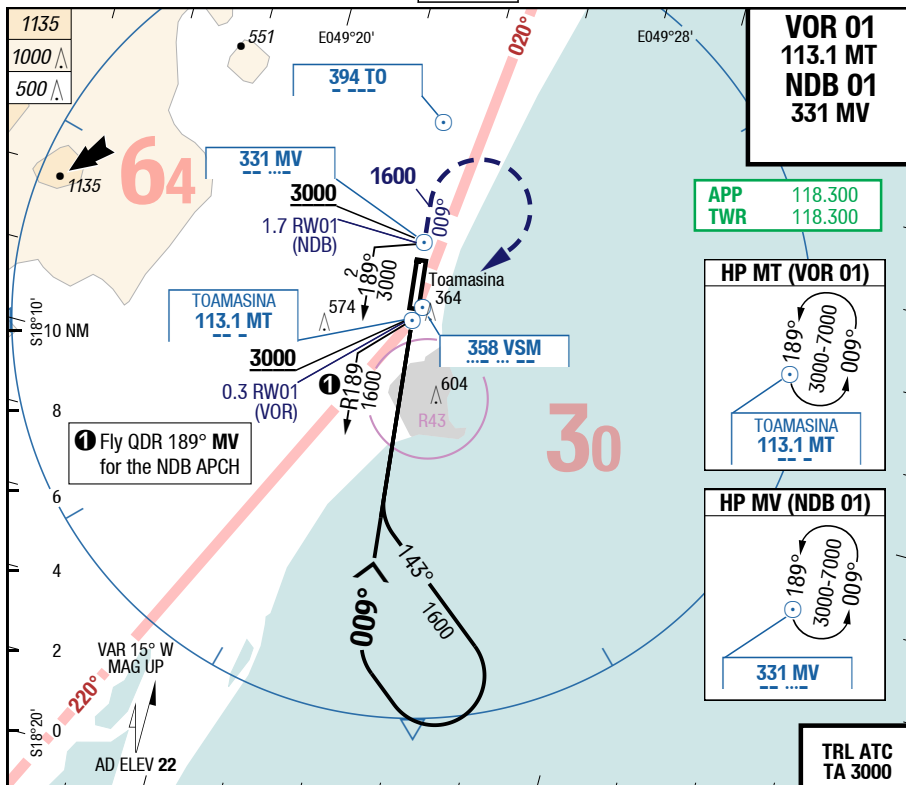 1135
1000
500
551
E049°20'
020°
E049°28'
VOR 01
113.1 MT
NDB 01
331 MV
394 TO
1135
64
331 MV
1600
009°
3000
1.7 RW01
(NDB)
APP 118.300
TWR 118.300
2
189°
3000
Toamasina
364
HP MT (VOR 01)
189°
3000-7000
009°
TOAMASINA
113.1 MT
S18°10'
10 NM
TOAMASINA
113.1 MT
574
358 VSM
3000
0.3 RW01
(VOR)
1
R189
1600
604
R43
30
8
1 Fly QDR 189° MV
for the NDB APCH
6
HP MV (NDB 01)
189°
3000-7000
009°
331 MV
4
143°
1600
009°
2
VAR 15° W
MAG UP
220°
S18°20'
0
AD ELEV 22
TRL ATC
TA 3000